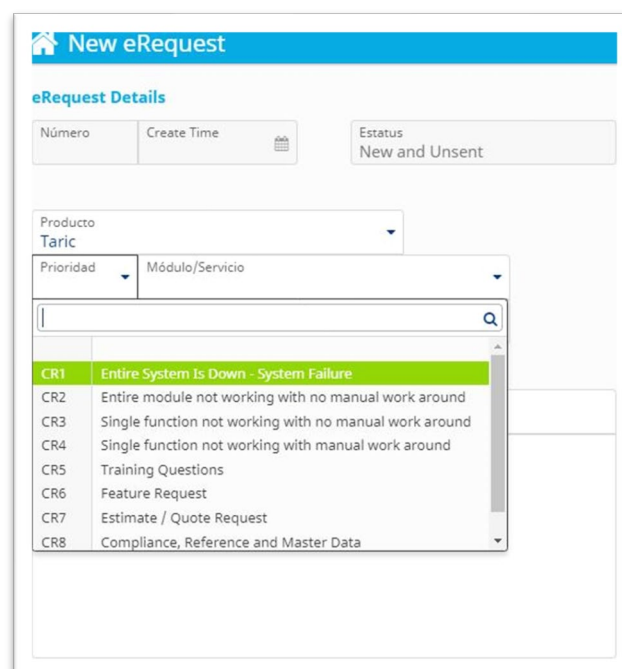 New eRequest
eRequest Details
Número Create Time Estatus
New and Unsent
Producto
Taric
Prioridad Módulo/Servicio
CR1 Entire System Is Down - System Failure
CR2 Entire module not working with no manual work around
CR3 Single function not working with no manual work around
CR4 Single function not working with manual work around
CR5 Training Questions
CR6 Feature Request
CR7 Estimate / Quote Request
CR8 Compliance, Reference and Master Data